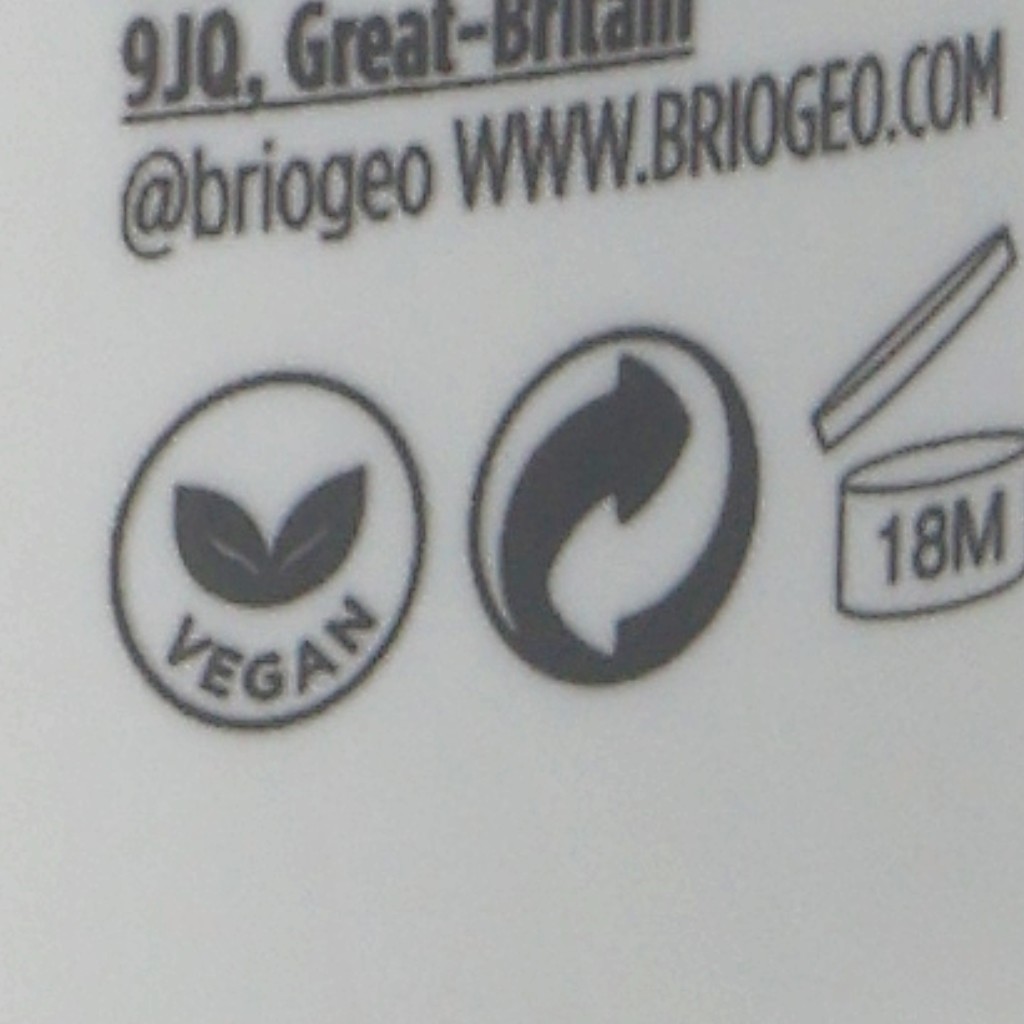 9JQ, Great-Britain
@briogeo WWW.BRIOGEO.COM
VEGAN
18M